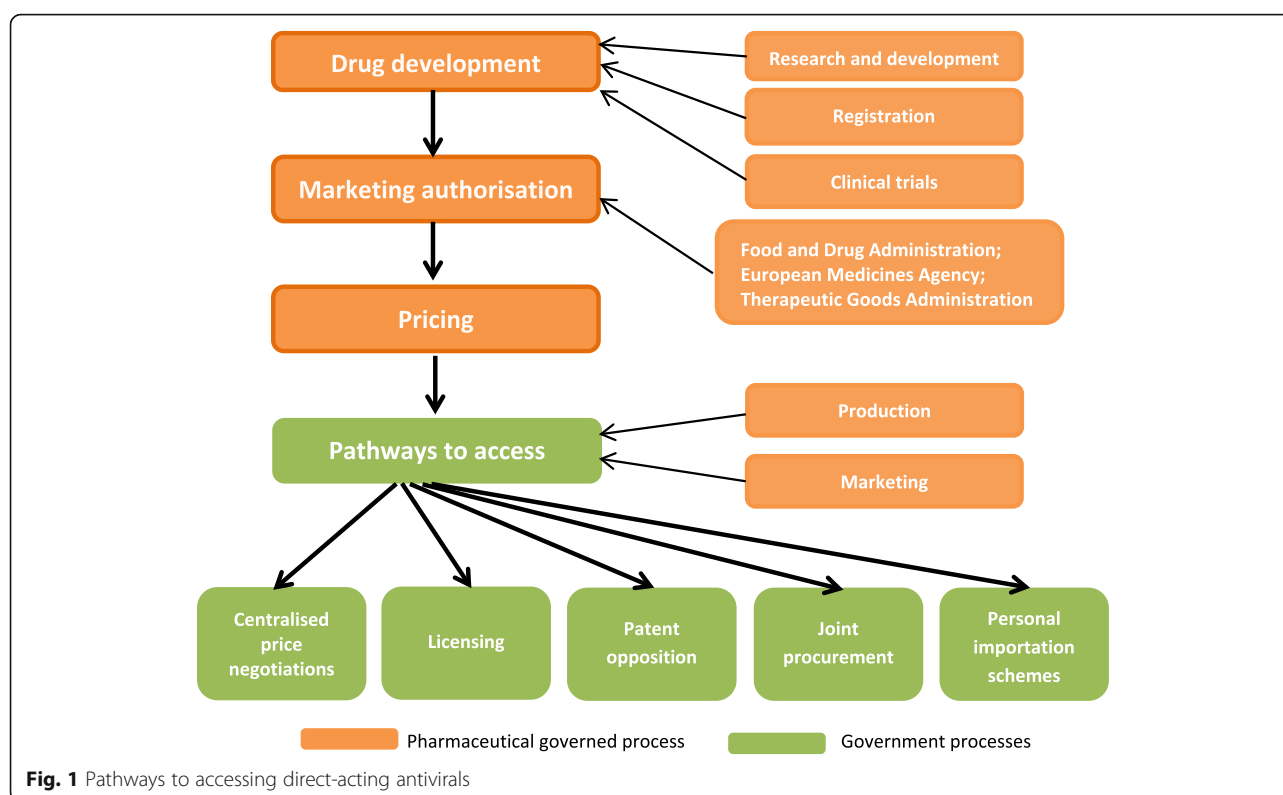 Drug development
Research and development
Registration
Marketing authorisation
Clinical trials
Food and Drug Administration;
European Medicines Agency;
Therapeutic Goods Administration
Pricing
Production
Pathways to access
Marketing
Centralised
price
negotiations
Licensing
Patent
opposition
Joint
procurement
Personal
importation
schemes
Pharmaceutical governed process
Government processes
Fig. 1 Pathways to accessing direct-acting antivirals